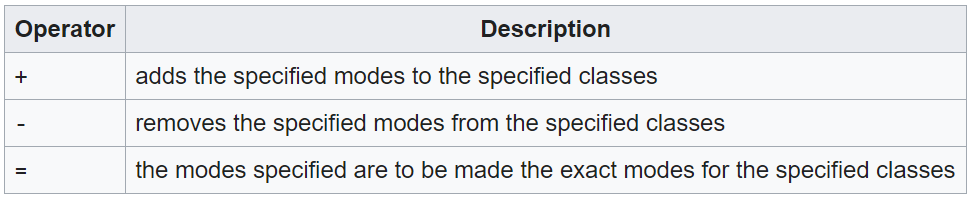 Operator Description
+ adds the specified modes to the specified classes
- removes the specified modes from the specified classes
= the modes specified are to be made the exact modes for the specified classes